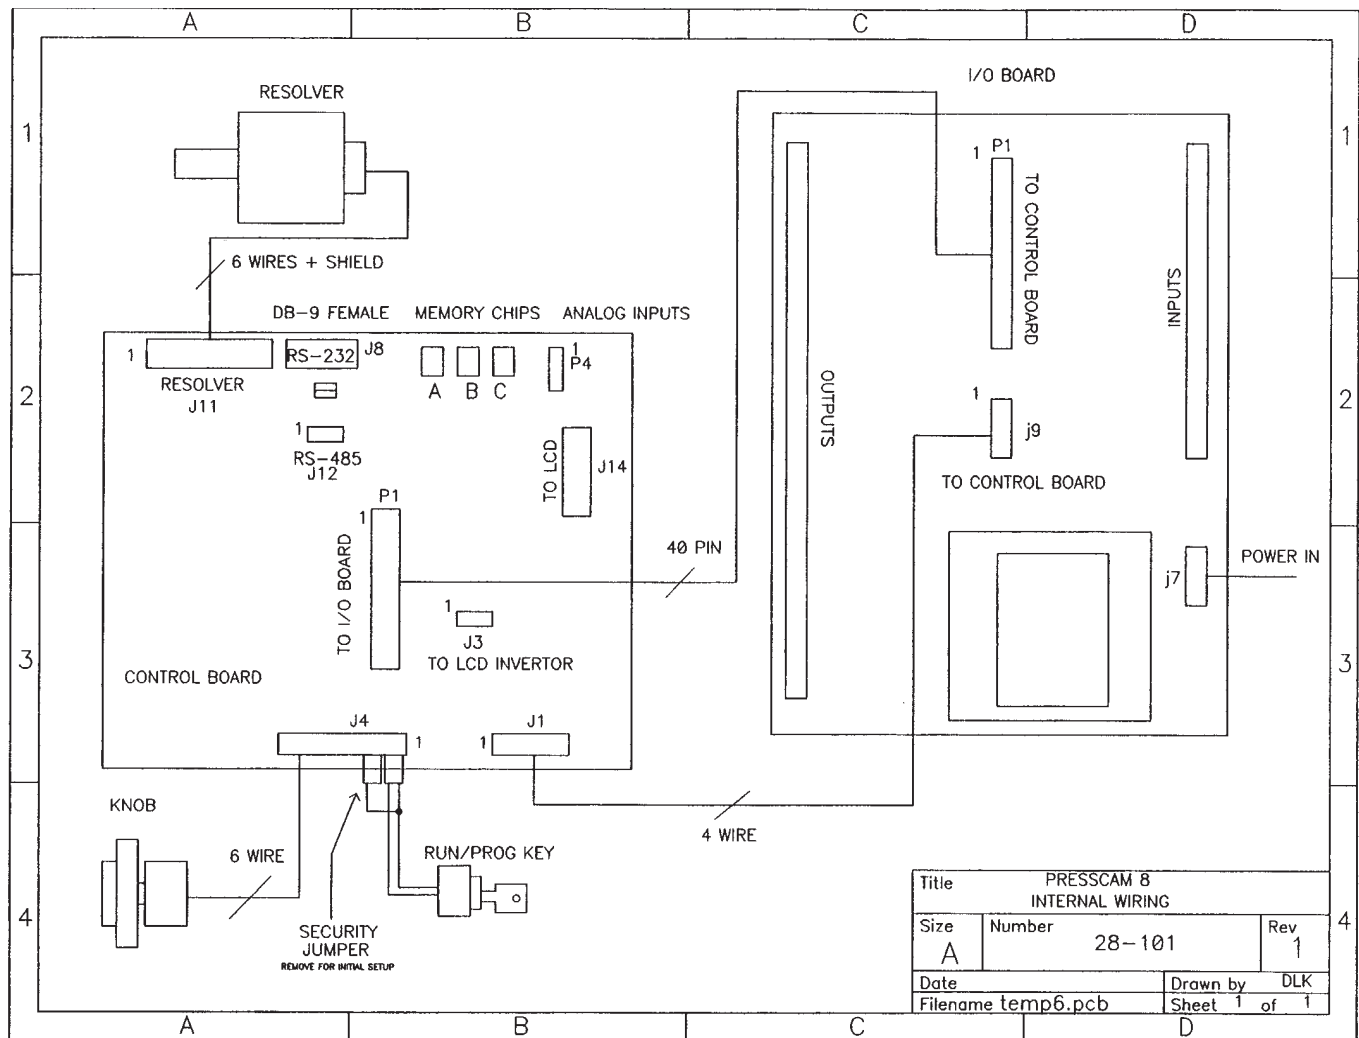 A B C D
I/O BOARD
RESOLVER
1 1
1 P1
TO CONTROL BOARD
6 WIRES + SHIELD
INPUTS
DB-9 FEMALE MEMORY CHIPS ANALOG INPUTS
1 RS-232 J8 1
P4
RESOLVER
J11
A B C
2 2
OUTPUTS
1
j9
1
RS-485
J12
TO LCD
J14
TO CONTROL BOARD
P1
1
TO I/O BOARD
40 PIN
POWER IN
j7
1
J3
TO LCD INVERTOR
3 3
CONTROL BOARD
J4 J1
1 1
KNOB
4 WIRE
6 WIRE
RUN/PROG KEY
SECURITY
JUMPER
REMOVE FOR INITIAL SETUP
4 4
Title PRESSCAM 8
INTERNAL WIRING
Size Number Rev
A 28-101 1
Date Drawn by DLK
Filename temp6.pcb Sheet 1 of 1
A B C D